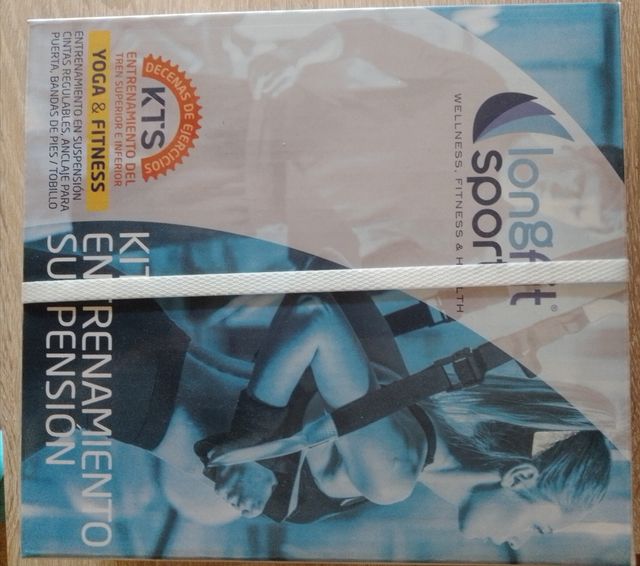 longfit®
sport
WELLNESS, FITNESS & HEALTH
DECENAS DE EJERCICIOS
KTS
ENTRENAMIENTO DEL
TREN SUPERIOR E INFERIOR
YOGA & FITNESS
ENTRENAMIENTO EN SUSPENSIÓN
CINTAS REGULABLES, ANCLAJE PARA
PUERTA, BANDAS DE PIES / TOBILLO
KIT
ENTRENAMIENTO
SUSPENSIÓN